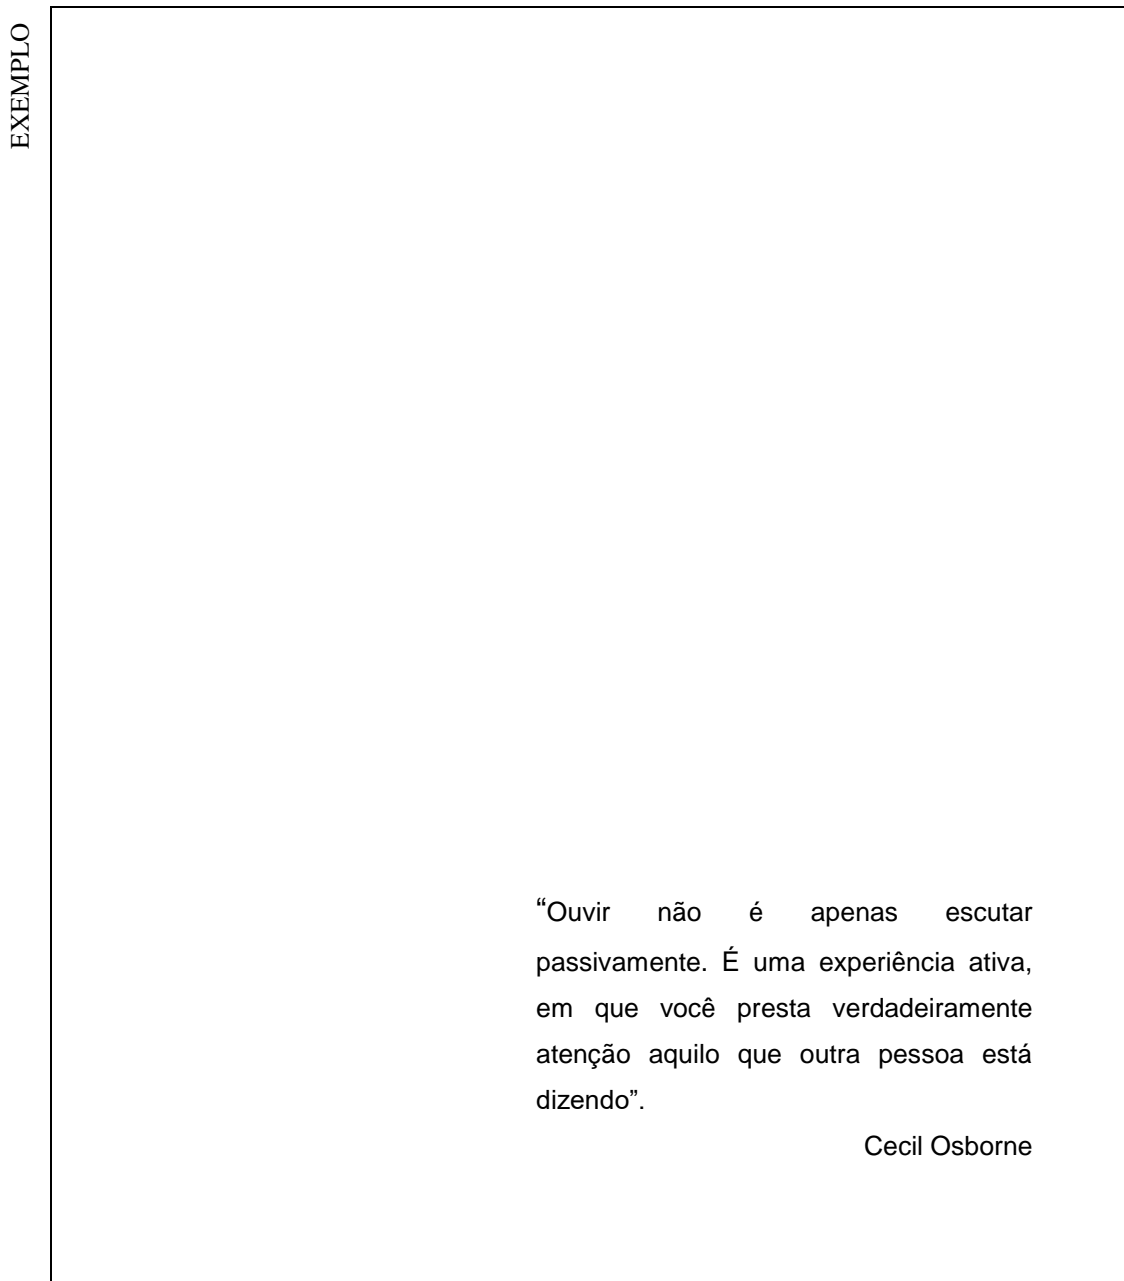 EXEMPLO
“Ouvir não é apenas escutar
passivamente. É uma experiência ativa,
em que você presta verdadeiramente
atenção aquilo que outra pessoa está
dizendo”.
Cecil Osborne